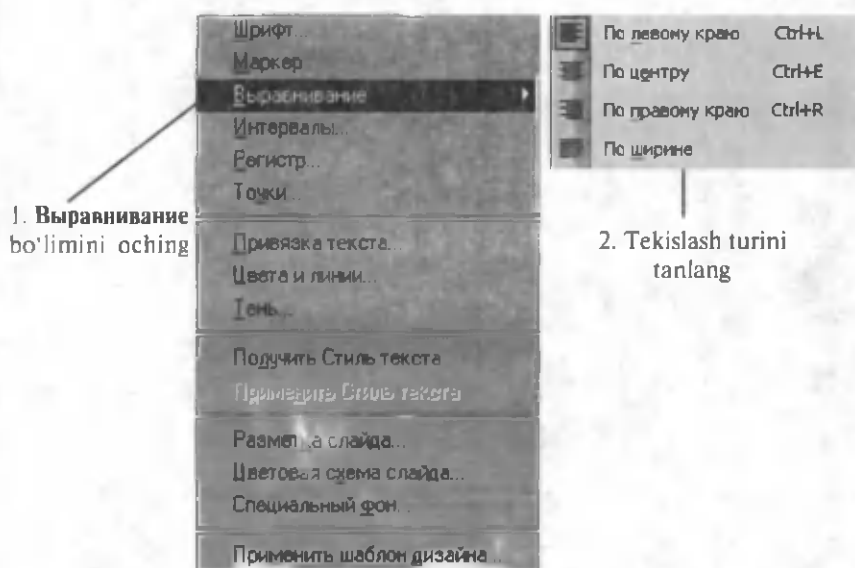 Шрифт...
Маркер
Выравнивание
Интервалы...
Регистр...
Точки...
Привязка текста...
Цвета и линии...
Тень...
Получить Стиль текста
Применить Стиль текста
Разметка слайда...
Цветовая схема слайда...
Специальный фон...
Применить шаблон дизайна...
По левому краю Ctrl+L
По центру Ctrl+E
По правому краю Ctrl+R
По ширине
1. Выравнивание
bo'limini oching
2. Tekislash turini
tanlang